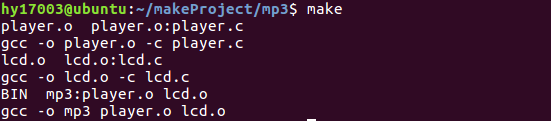 hy17003@ubuntu:~/makeProject/mp3$ make
player.o  player.o:player.c
gcc -o player.o -c player.c
lcd.o  lcd.o:lcd.c
gcc -o lcd.o -c lcd.c
BIN  mp3:player.o lcd.o
gcc -o mp3 player.o lcd.o